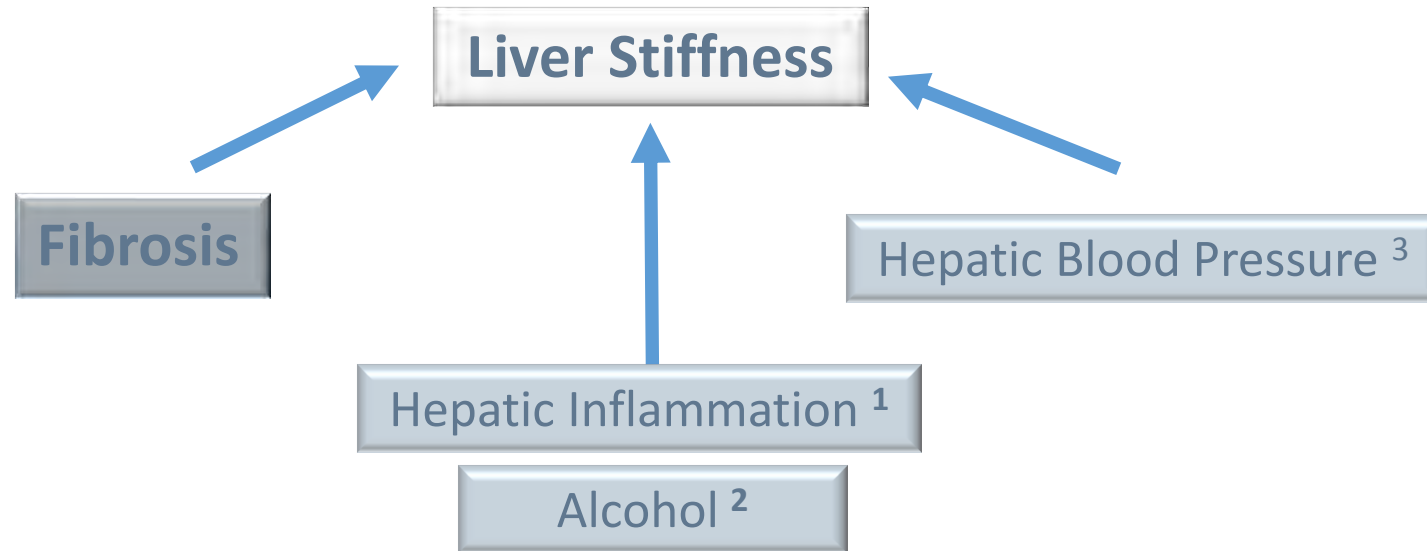 Liver Stiffness
Fibrosis
Hepatic Blood Pressure ³
Hepatic Inflammation ¹
Alcohol ²